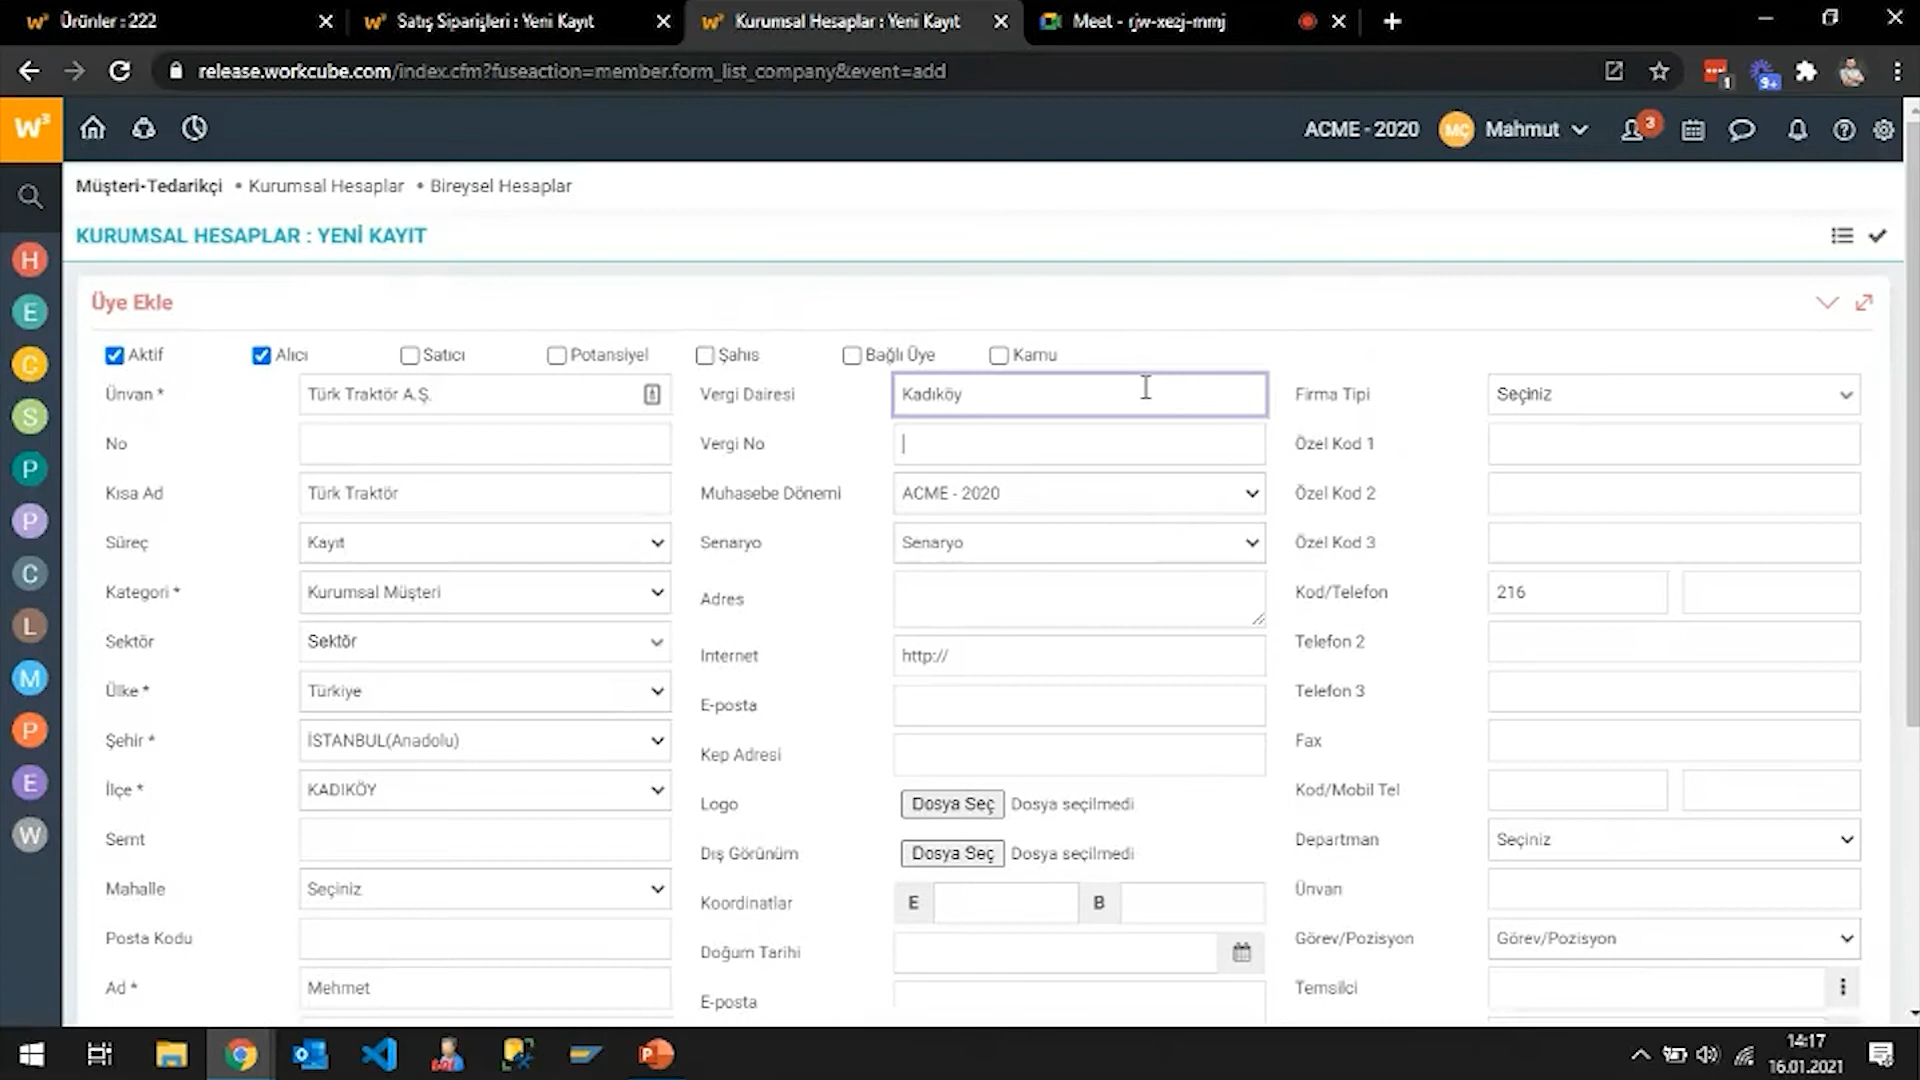 Ürünler : 222
Satış Siparişleri : Yeni Kayıt
Kurumsal Hesaplar : Yeni Kayıt
Meet - rjw-xezj-mmj
release.workcube.com/index.cfm?fuseaction=member.form_list_company&event=add
1
9+
W³
ACME - 2020
MÇ
Mahmut
3
Müşteri-Tedarikçi • Kurumsal Hesaplar • Bireysel Hesaplar
KURUMSAL HESAPLAR : YENİ KAYIT
H
E
C
S
P
P
C
L
M
P
E
W
Üye Ekle
Aktif
Alıcı
Satıcı
Potansiyel
Şahıs
Bağlı Üye
Kamu
Ünvan * Türk Traktör A.Ş.
No
Kısa Ad Türk Traktör
Süreç Kayıt
Kategori * Kurumsal Müşteri
Sektör Sektör
Ülke * Türkiye
Şehir * İSTANBUL(Anadolu)
İlçe * KADIKÖY
Semt
Mahalle Seçiniz
Posta Kodu
Ad * Mehmet
Vergi Dairesi Kadıköy
Vergi No
Muhasebe Dönemi ACME - 2020
Senaryo Senaryo
Adres
Internet http://
E-posta
Kep Adresi
Logo Dosya Seç Dosya seçilmedi
Dış Görünüm Dosya Seç Dosya seçilmedi
Koordinatlar E B
Doğum Tarihi
E-posta
Firma Tipi Seçiniz
Özel Kod 1
Özel Kod 2
Özel Kod 3
Kod/Telefon 216
Telefon 2
Telefon 3
Fax
Kod/Mobil Tel
Departman Seçiniz
Ünvan
Görev/Pozisyon Görev/Pozisyon
Temsilci
14:17
16.01.2021